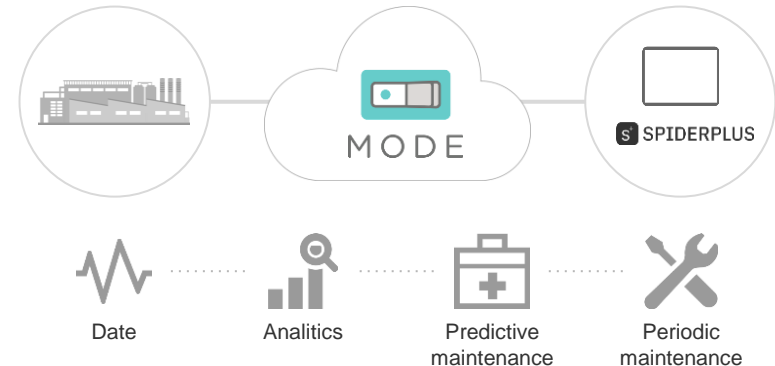 MODE
S+ SPIDERPLUS
Date
Analitics
Predictive
maintenance
Periodic
maintenance